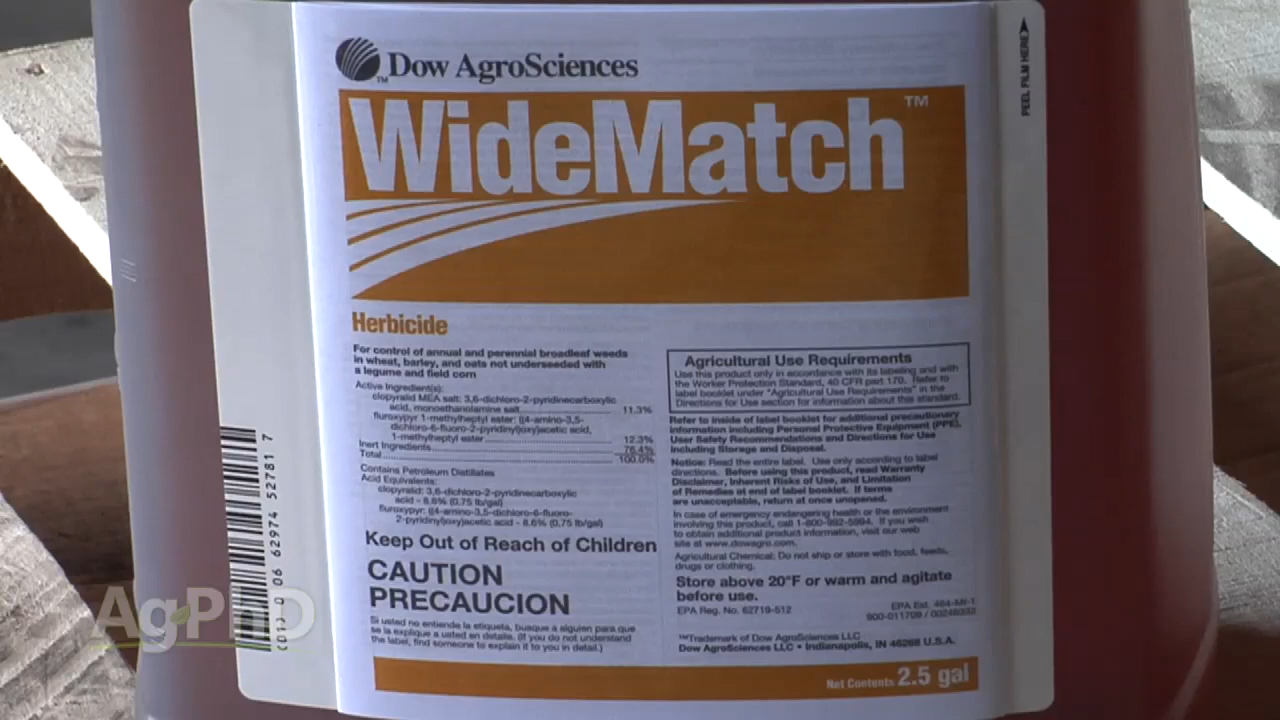 Dow AgroSciences
WideMatch™
Herbicide
For control of annual and perennial broadleaf weeds
in wheat, barley, and oats not underseeded with
a legume and field corn
Active Ingredient(s):
clopyralid MEA salt: 3,6-dichloro-2-pyridinecarboxylic
acid, monoethanolamine salt 11.3%
fluroxypyr 1-methylheptyl ester: ((4-amino-3,5-
dichloro-6-fluoro-2-pyridinyl)oxy)acetic acid,
1-methylheptyl ester 12.3%
Inert Ingredients 76.4%
Total 100.0%
Contains Petroleum Distillates
Acid Equivalents:
clopyralid: 3,6-dichloro-2-pyridinecarboxylic
acid - 8.6% (0.75 lb/gal)
fluroxypyr: ((4-amino-3,5-dichloro-6-fluoro-
2-pyridinyl)oxy)acetic acid - 8.6% (0.75 lb/gal)
Keep Out of Reach of Children
CAUTION
PRECAUCION
Si usted no entiende la etiqueta, busque a alguien para que
se la explique a usted en detalle. (If you do not understand
the label, find someone to explain it to you in detail.)
Agricultural Use Requirements
Use this product only in accordance with its labeling and with
the Worker Protection Standard, 40 CFR part 170. Refer to
label booklet under "Agricultural Use Requirements" in the
Directions for Use section for information about this standard.
Refer to inside of label booklet for additional precautionary
information including Personal Protective Equipment (PPE),
User Safety Recommendations and Directions for Use
including Storage and Disposal.
Notice: Read the entire label. Use only according to label
directions. Before using this product, read Warranty
Disclaimer, Inherent Risks of Use, and Limitation
of Remedies at end of label booklet. If terms
are unacceptable, return at once unopened.
In case of emergency endangering health or the environment
involving this product, call 1-800-992-5994. If you wish
to obtain additional product information, visit our web
site at www.dowagro.com.
Agricultural Chemical: Do not ship or store with food, feeds,
drugs or clothing.
Store above 20°F or warm and agitate
before use.
EPA Reg. No. 62719-512
EPA Est. 464-MI-1
™Trademark of Dow AgroSciences LLC
Dow AgroSciences LLC • Indianapolis, IN 46268 U.S.A.
Net Contents 2.5 gal
PEEL FILM HERE
(01) 0 06 62974 52781 7
AgPhD